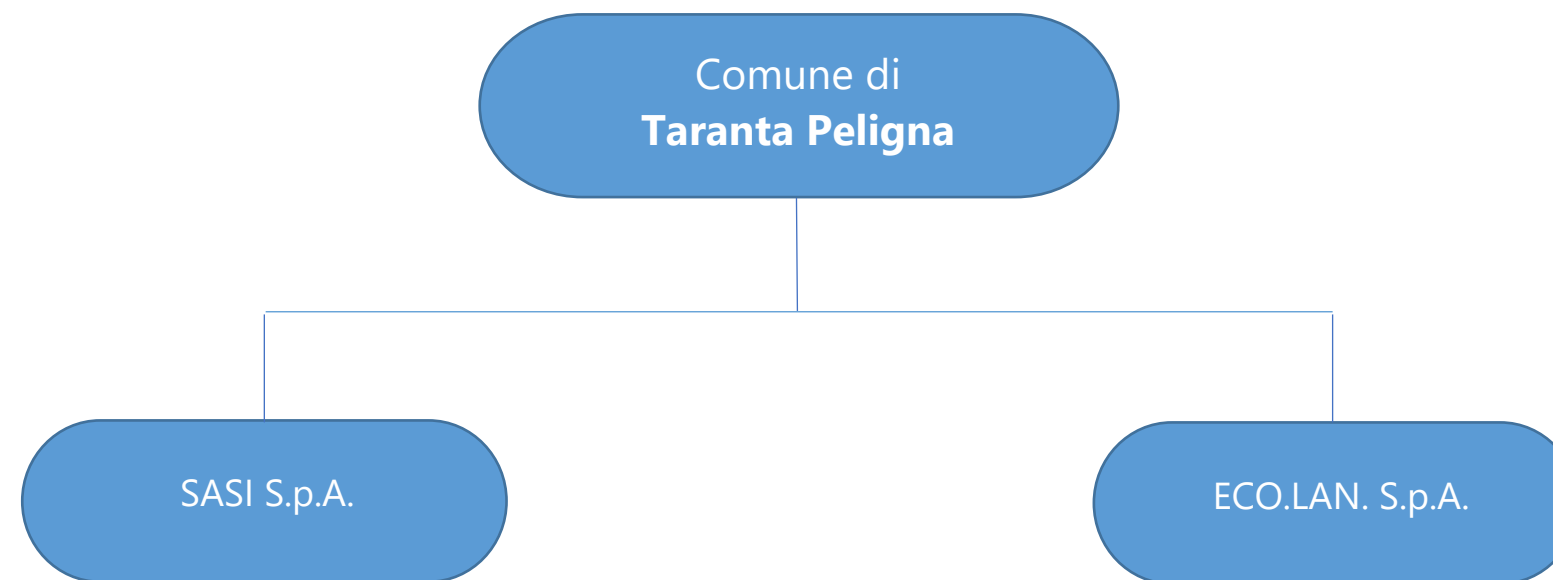 Comune di
Taranta Peligna
SASI S.p.A.
ECO.LAN. S.p.A.